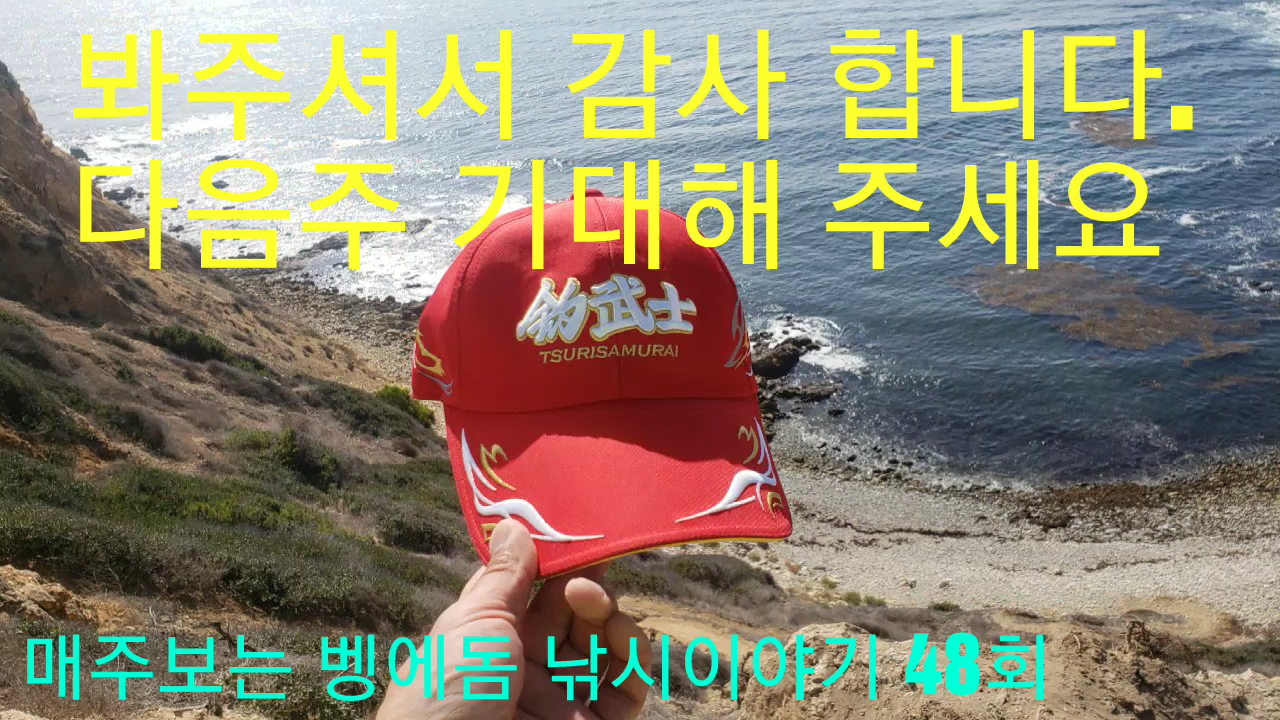 봐주셔서 감사 합니다.
다음주 기대해 주세요
釣武士
TSURISAMURAI
매주보는 벵에돔 낚시이야기 48회